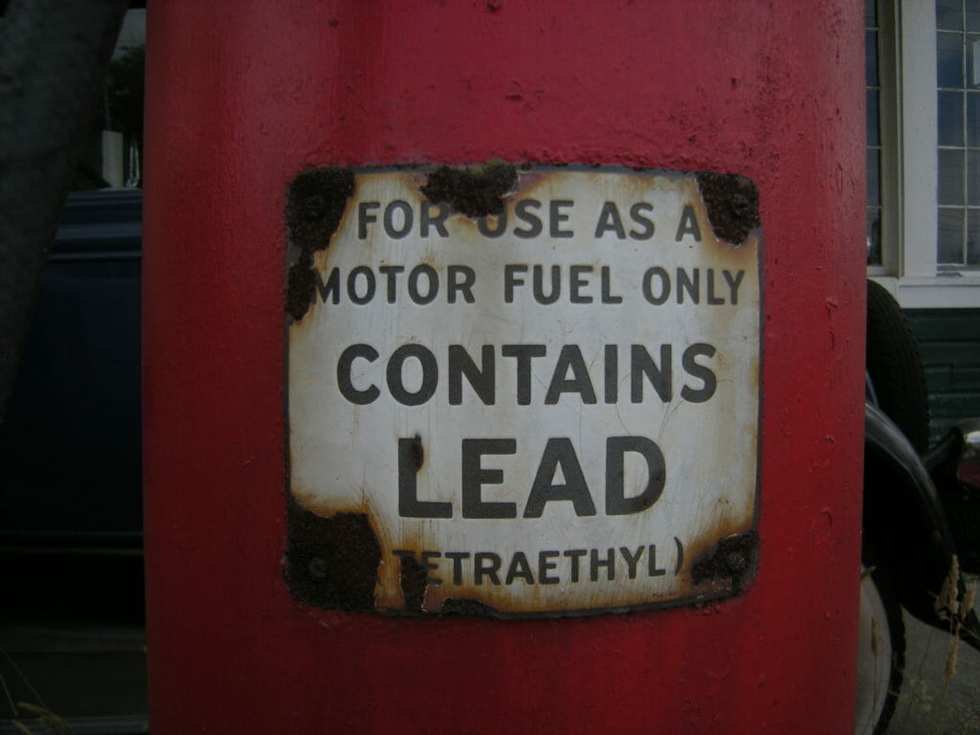 FOR USE AS A
MOTOR FUEL ONLY
CONTAINS
LEAD
TETRAETHYL)